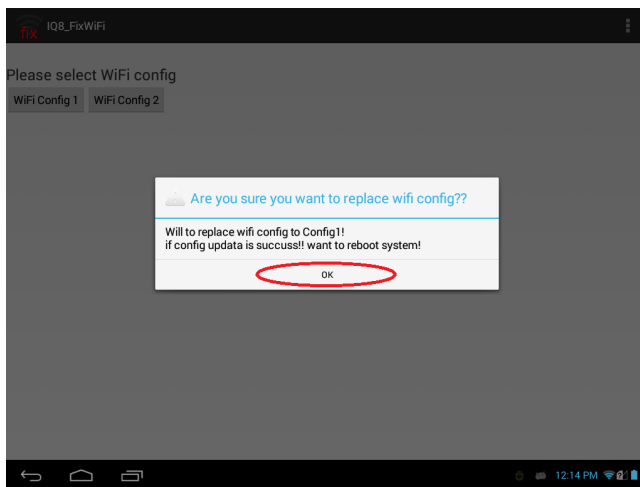 fix
IQ8_FixWiFi
Please select WiFi config
WiFi Config 1 WiFi Config 2
Are you sure you want to replace wifi config??
Will to replace wifi config to Config1!
if config updata is succuss!! want to reboot system!
OK
12:14 PM